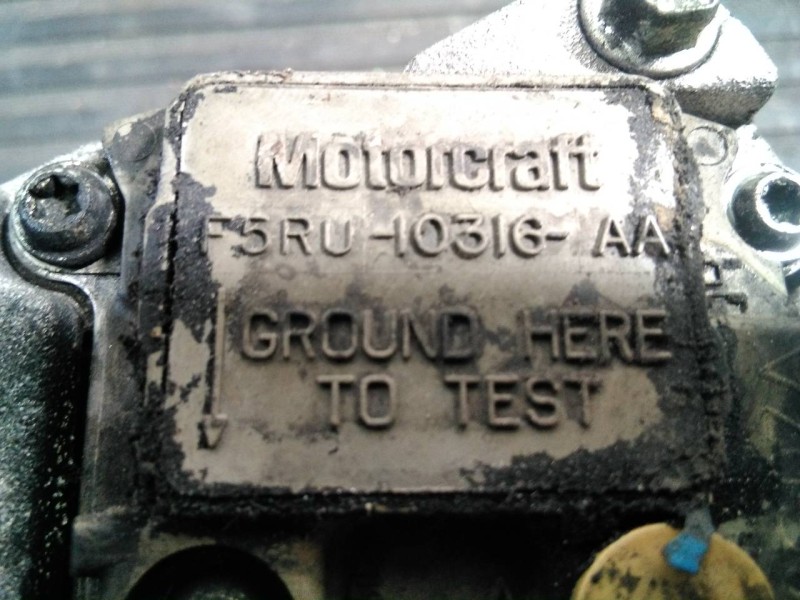 Motorcraft
F5RU-10316-AA
GROUND HERE
TO TEST